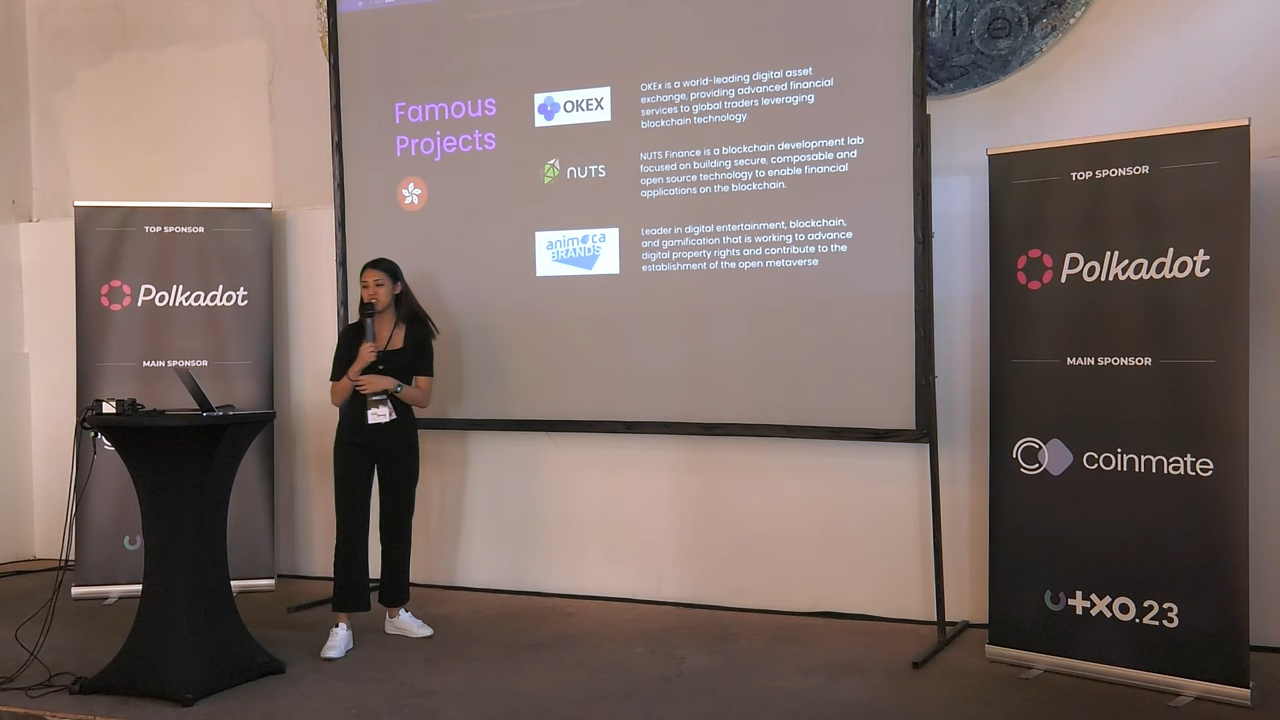 Famous
Projects
OKEX
OKEx is a world-leading digital asset
exchange, providing advanced financial
services to global traders leveraging
blockchain technology
NUTS
NUTS Finance is a blockchain development lab
focused on building secure, composable and
open source technology to enable financial
applications on the blockchain.
animoca
BRANDS
Leader in digital entertainment, blockchain,
and gamification that is working to advance
digital property rights and contribute to the
establishment of the open metaverse
TOP SPONSOR
Polkadot
MAIN SPONSOR
TOP SPONSOR
Polkadot
MAIN SPONSOR
coinmate
utxo.23